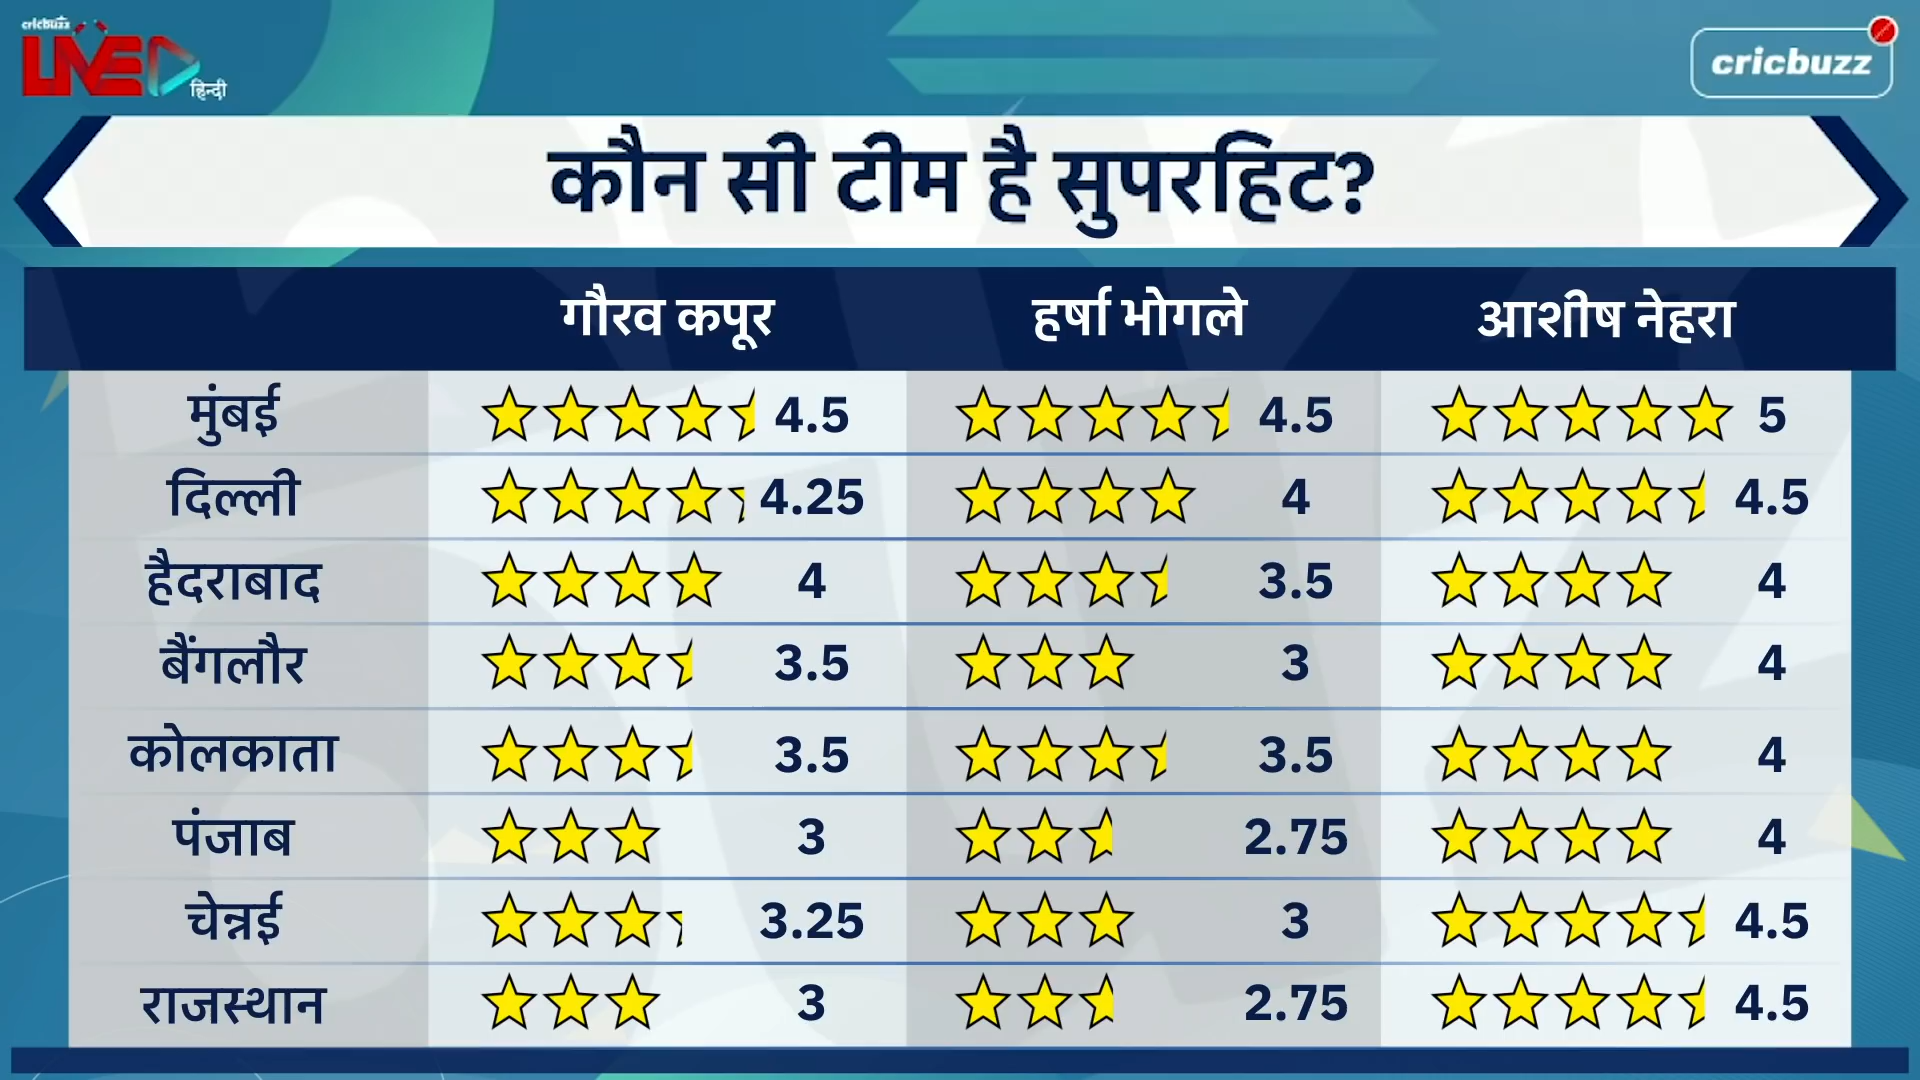 cricbuzz
LIVE
हिन्दी
cricbuzz
कौन सी टीम है सुपरहिट?
गौरव कपूर हर्षा भोगले आशीष नेहरा
मुंबई 4.5 4.5 5
दिल्ली 4.25 4 4.5
हैदराबाद 4 3.5 4
बैंगलौर 3.5 3 4
कोलकाता 3.5 3.5 4
पंजाब 3 2.75 4
चेन्नई 3.25 3 4.5
राजस्थान 3 2.75 4.5